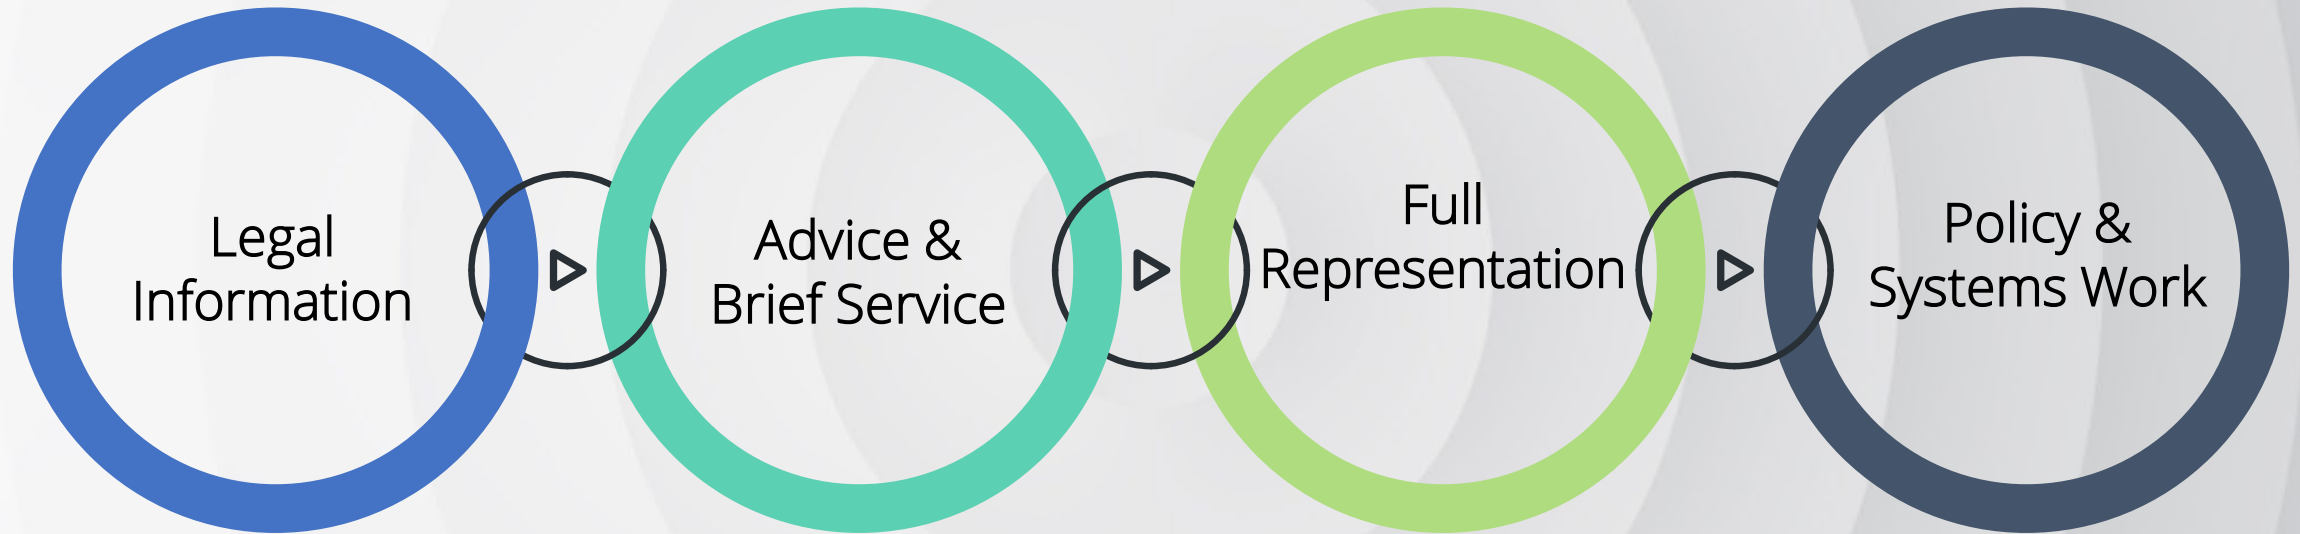 Legal
Information
Advice &
Brief Service
Full
Representation
Policy &
Systems Work